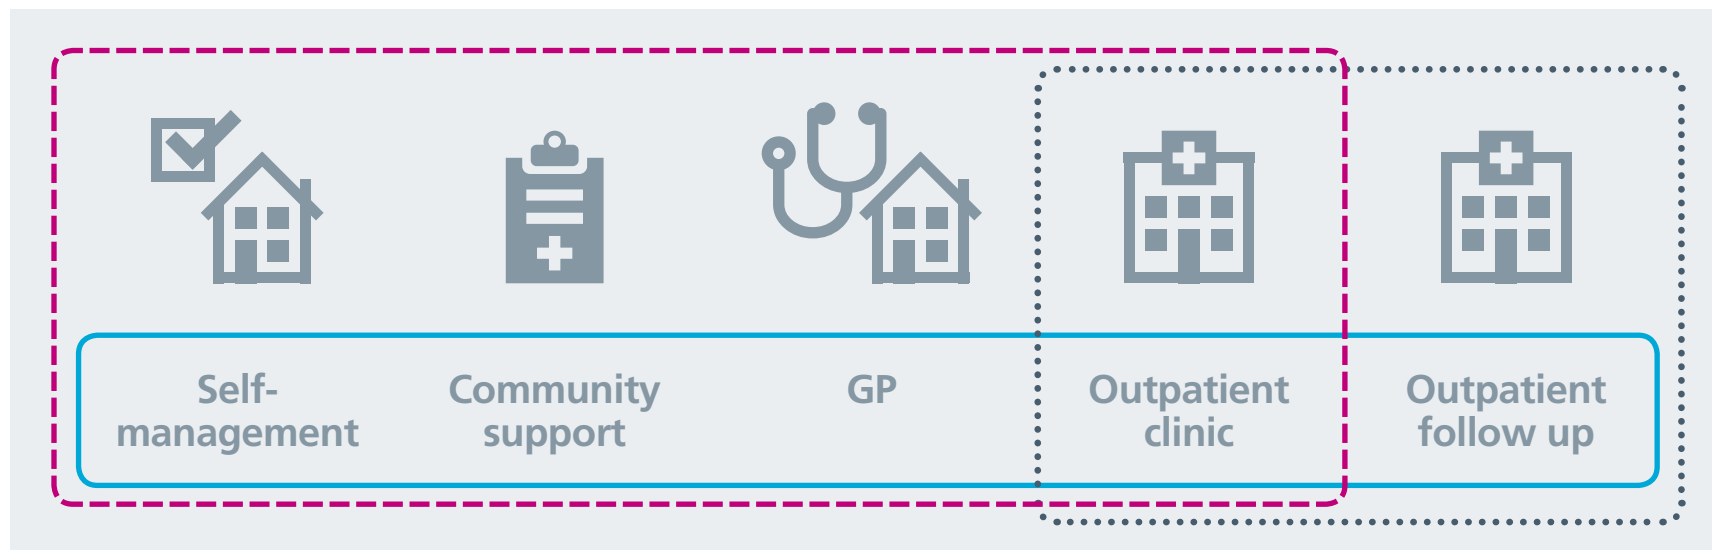 Self-
management
Community
support
GP
Outpatient
clinic
Outpatient
follow up